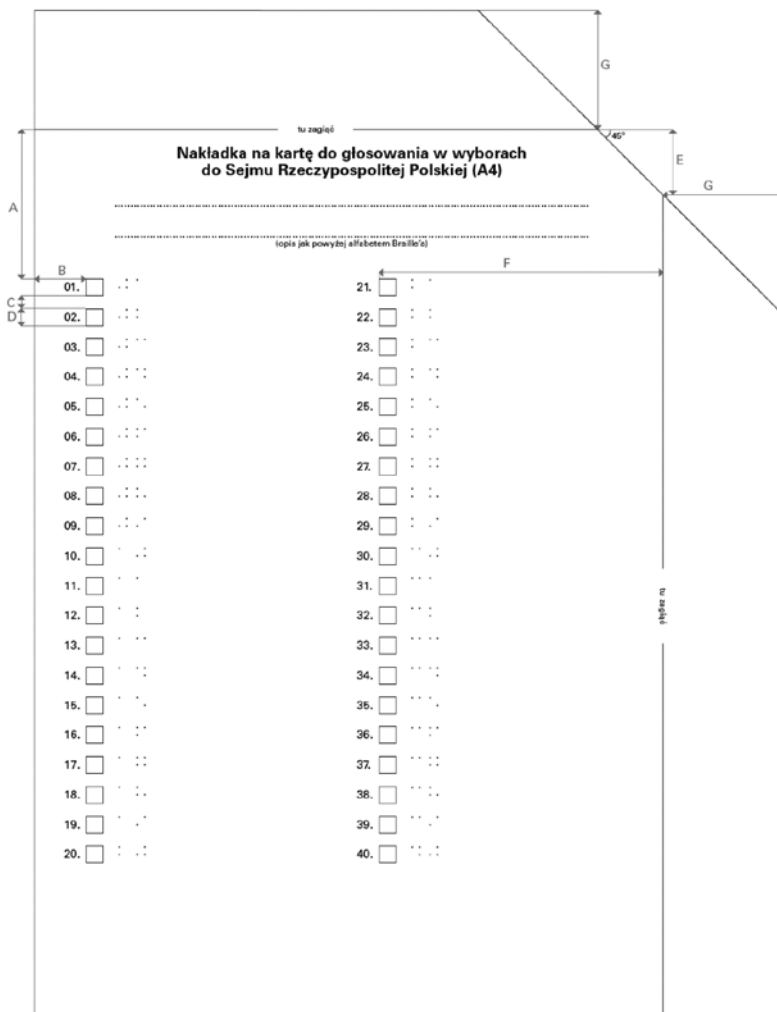 G
tu zagiąć
45°
Nakładka na kartę do głosowania w wyborach
do Sejmu Rzeczypospolitej Polskiej (A4)
E
G
A
(opis jak powyżej alfabetem Braille'a)
B
F
01. 21.
C
D
02. 22.
03. 23.
04. 24.
05. 25.
06. 26.
07. 27.
08. 28.
09. 29.
10. 30.
11. 31.
tu zagiąć
12. 32.
13. 33.
14. 34.
15. 35.
16. 36.
17. 37.
18. 38.
19. 39.
20. 40.